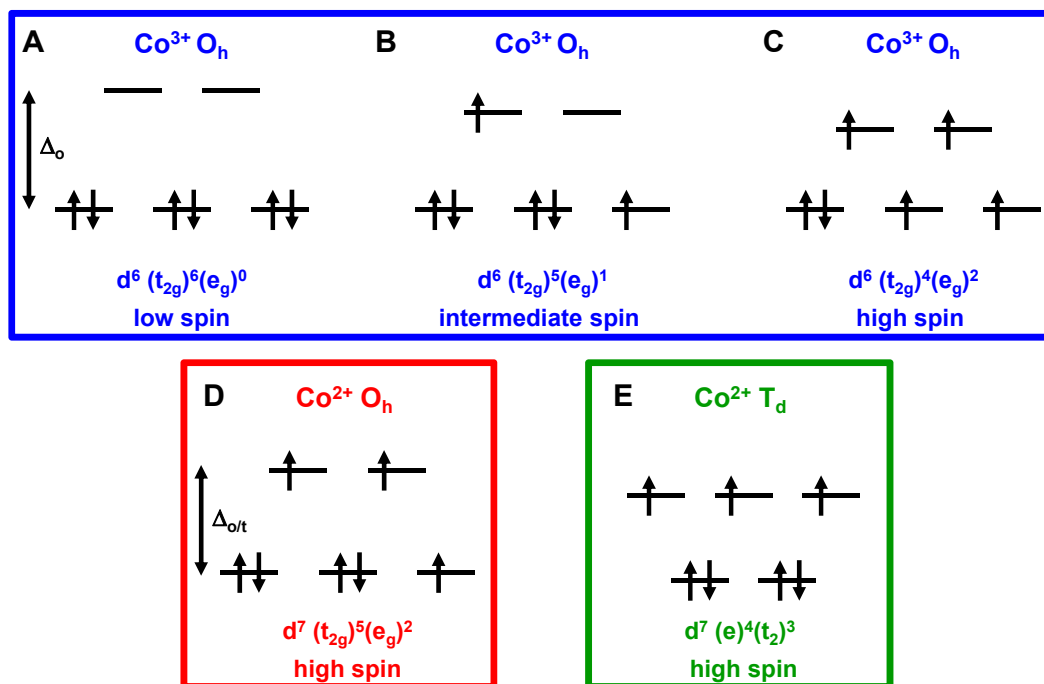 A
Co³⁺ Oₕ
B
Co³⁺ Oₕ
C
Co³⁺ Oₕ
Δₒ
d⁶ (t₂g)⁶(eg)⁰
low spin
d⁶ (t₂g)⁵(eg)¹
intermediate spin
d⁶ (t₂g)⁴(eg)²
high spin
D
Co²⁺ Oₕ
Δo/t
d⁷ (t₂g)⁵(eg)²
high spin
E
Co²⁺ Td
d⁷ (e)⁴(t₂)³
high spin